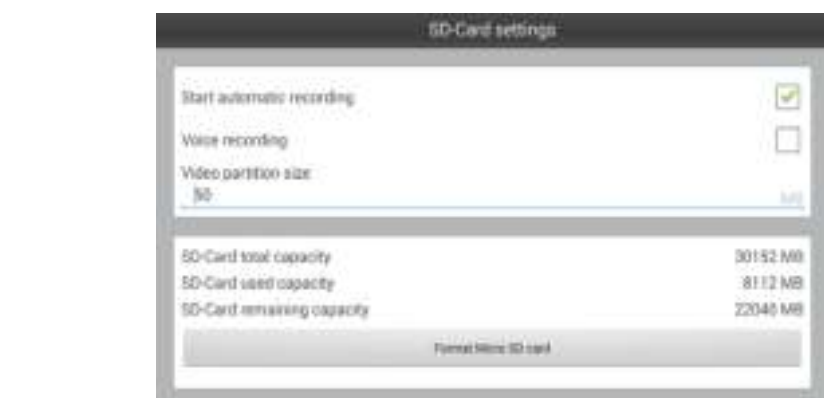 SD-Card settings
Start automatic recording
Voice recording
Video partition size
50 MB
SD-Card total capacity 30152 MB
SD-Card used capacity 8112 MB
SD-Card remaining capacity 22040 MB
Format Micro SD card